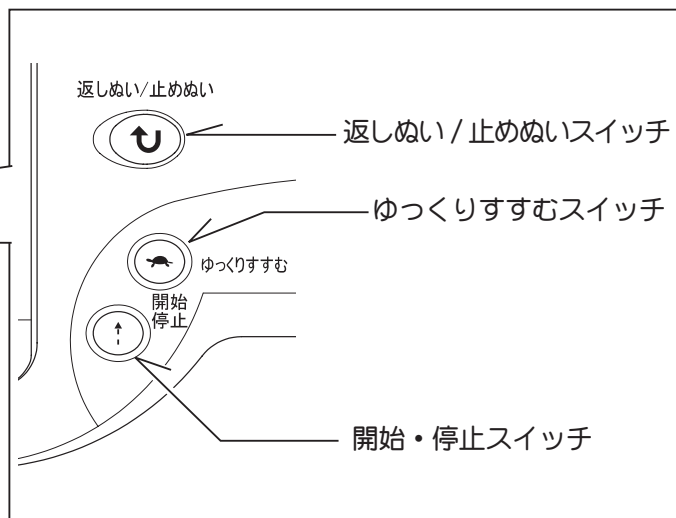 返しぬい/止めぬい
返しぬい/止めぬいスイッチ
ゆっくりすすむスイッチ
ゆっくりすすむ
開始
停止
開始・停止スイッチ